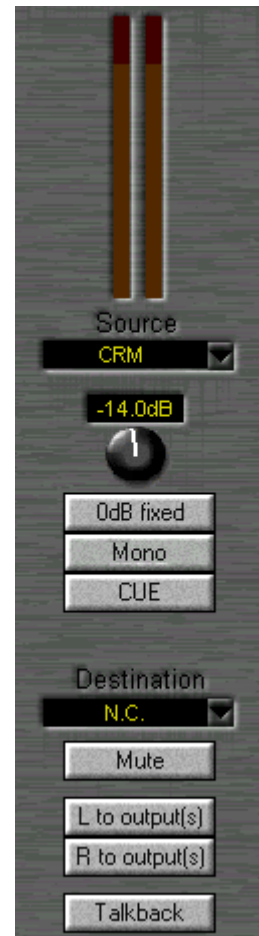 Source
CRM
-14.0dB
0dB fixed
Mono
CUE
Destination
N.C.
Mute
L to output(s)
R to output(s)
Talkback